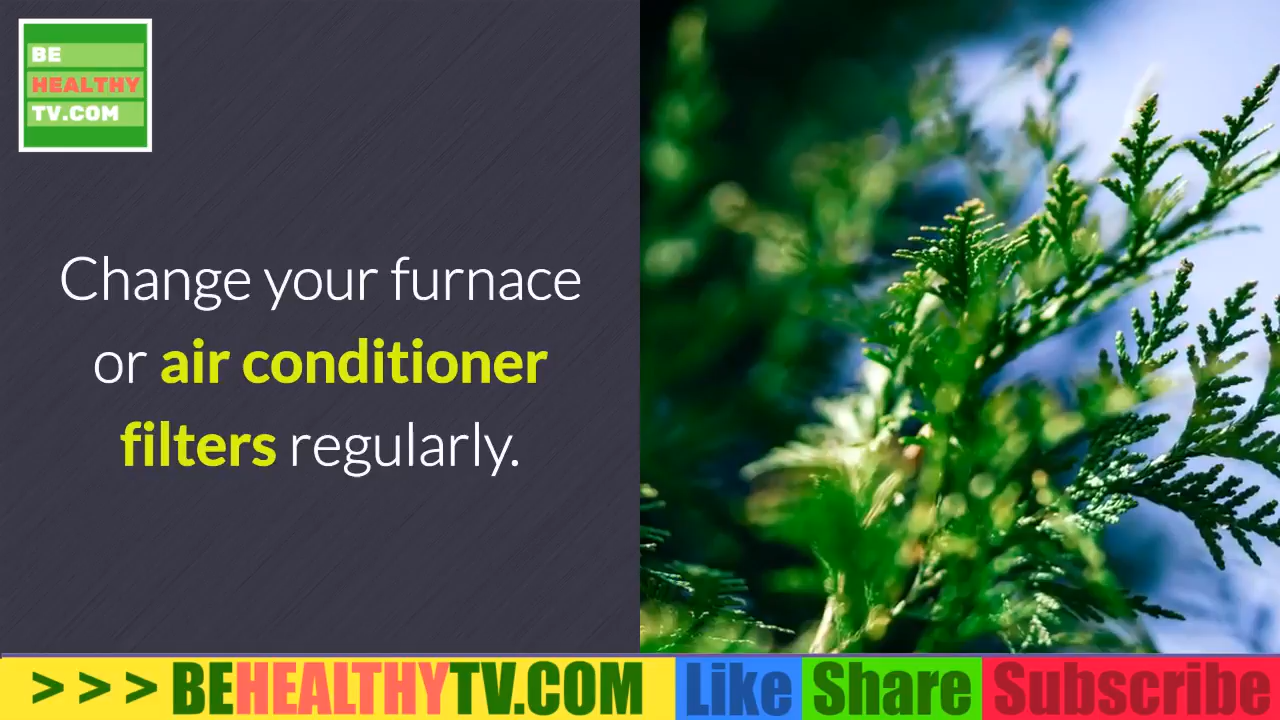 BE
HEALTHY
TV.COM
Change your furnace
or air conditioner
filters regularly.
> > > BEHEALTHYTV.COM Like Share Subscribe